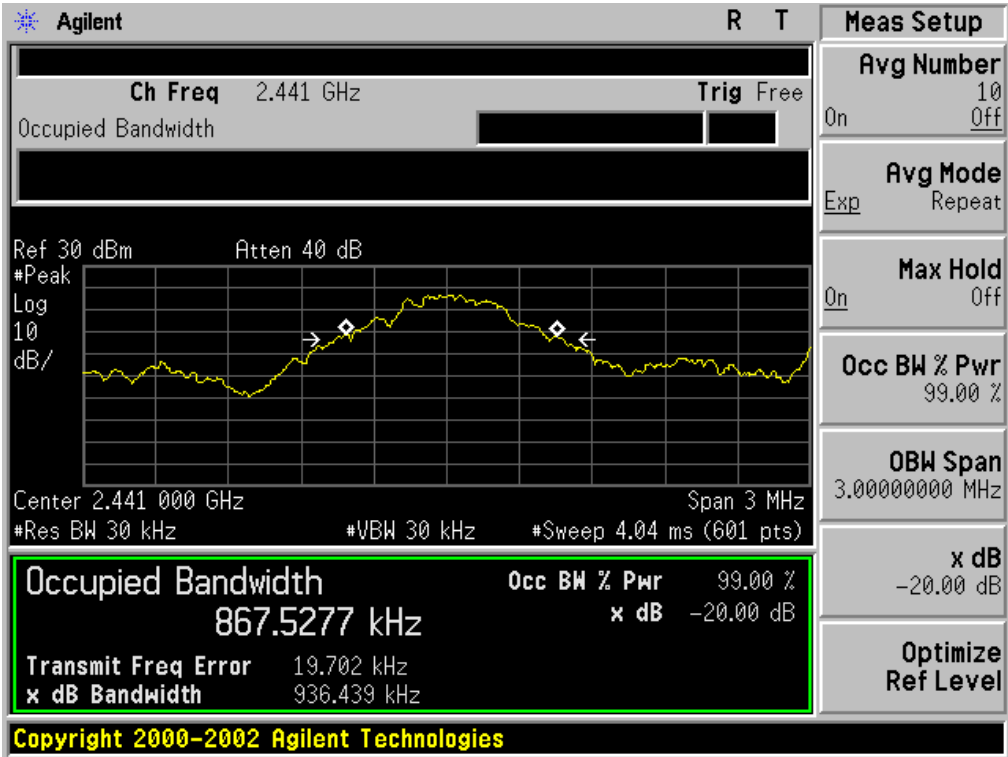 Agilent R T
Ch Freq 2.441 GHz Trig Free
Occupied Bandwidth
Ref 30 dBm Atten 40 dB
#Peak
Log
10
dB/
Center 2.441 000 GHz Span 3 MHz
#Res BW 30 kHz #VBW 30 kHz #Sweep 4.04 ms (601 pts)
Occupied Bandwidth
867.5277 kHz
Occ BW % Pwr 99.00 %
x dB -20.00 dB
Transmit Freq Error 19.702 kHz
x dB Bandwidth 936.439 kHz
Copyright 2000-2002 Agilent Technologies
Meas Setup
Avg Number
10
On Off
Avg Mode
Exp Repeat
Max Hold
On Off
Occ BW % Pwr
99.00 %
OBW Span
3.00000000 MHz
x dB
-20.00 dB
Optimize
Ref Level